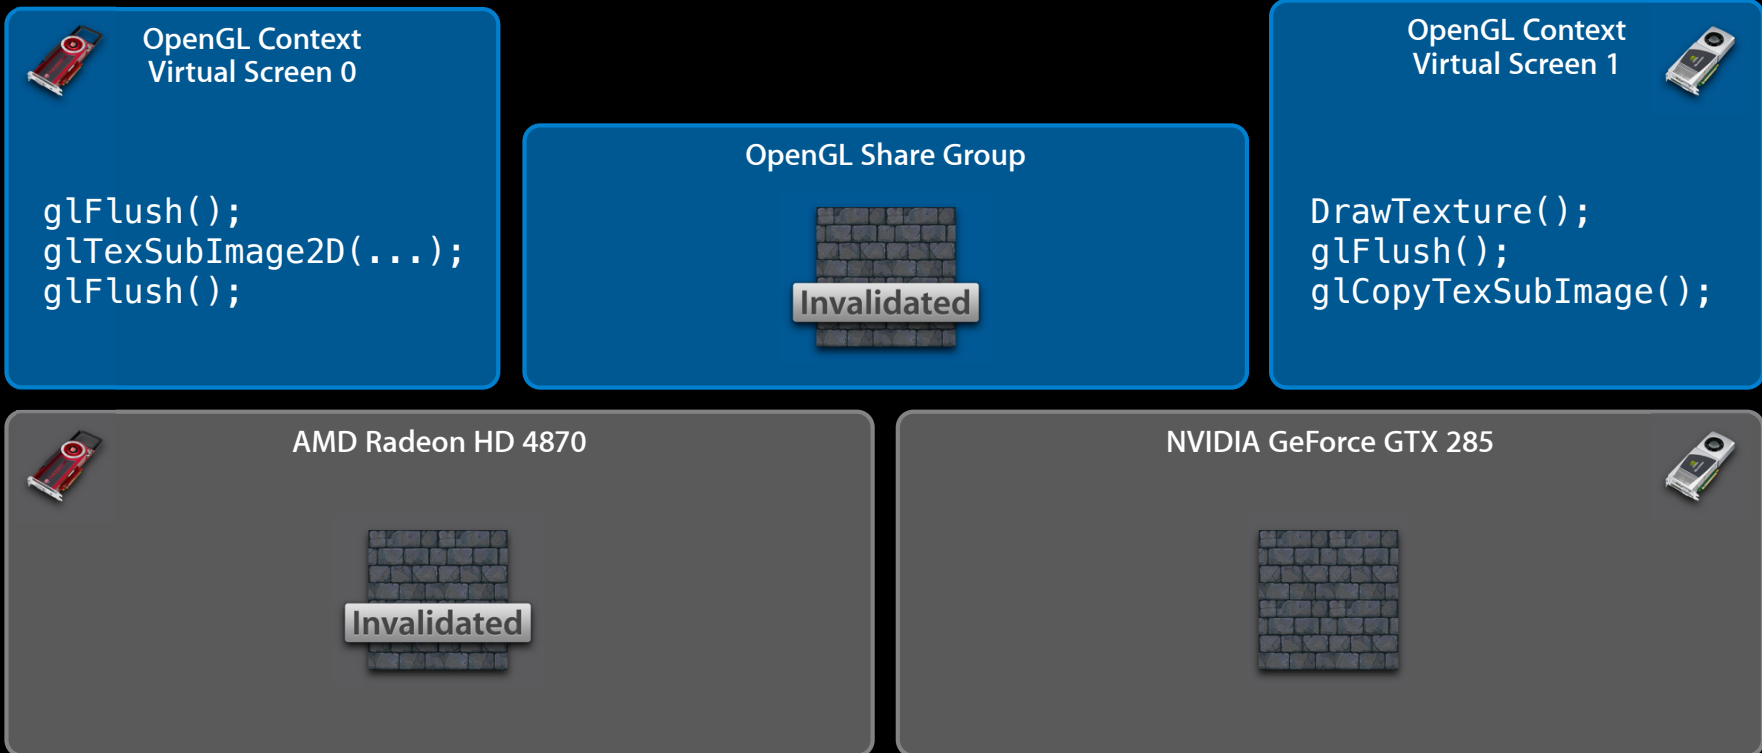 OpenGL Context
Virtual Screen 0
glFlush();
glTexSubImage2D(...);
glFlush();
OpenGL Share Group
Invalidated
OpenGL Context
Virtual Screen 1
DrawTexture();
glFlush();
glCopyTexSubImage();
AMD Radeon HD 4870
Invalidated
NVIDIA GeForce GTX 285